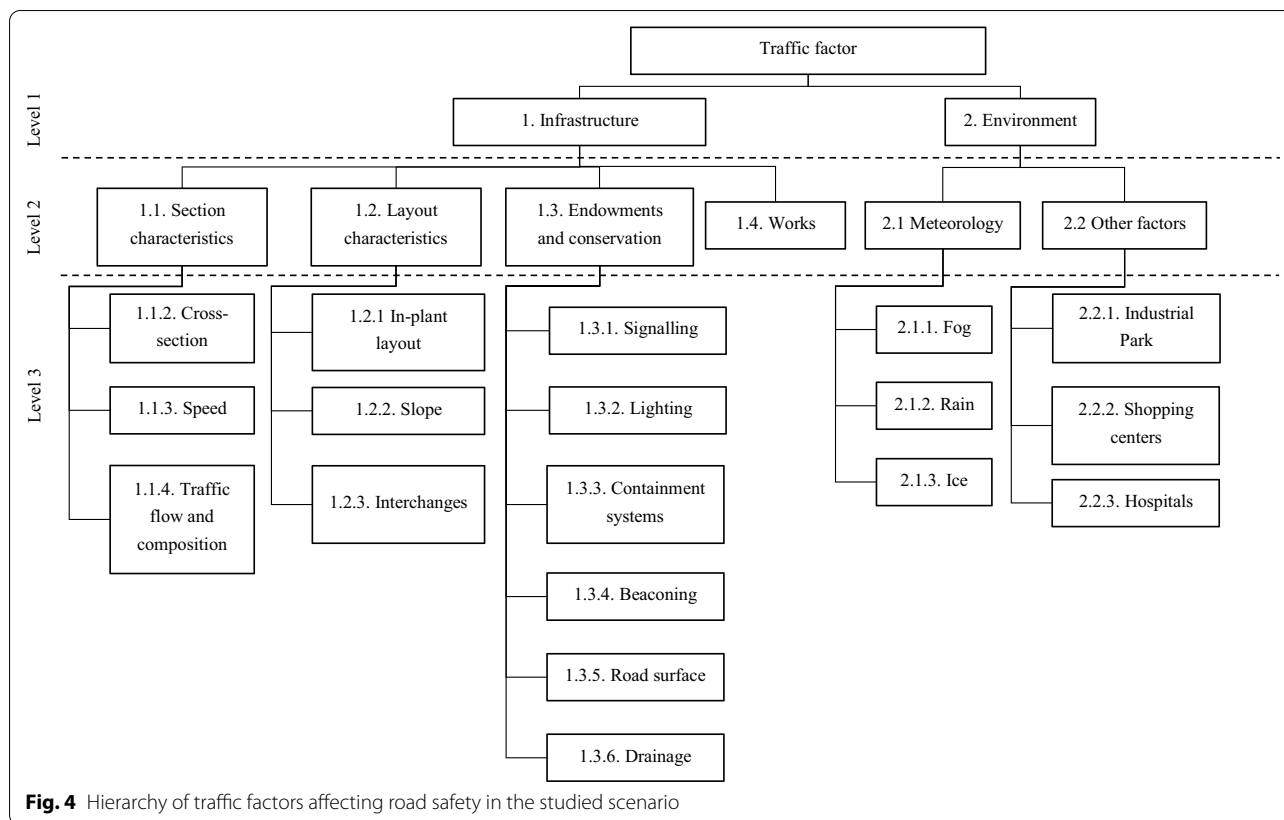 Traffic factor
Level 1
1. Infrastructure
2. Environment
Level 2
1.1. Section
characteristics
1.2. Layout
characteristics
1.3. Endowments
and conservation
1.4. Works
2.1 Meteorology
2.2 Other factors
Level 3
1.1.2. Cross-
section
1.1.3. Speed
1.1.4. Traffic
flow and
composition
1.2.1 In-plant
layout
1.2.2. Slope
1.2.3. Interchanges
1.3.1. Signalling
1.3.2. Lighting
1.3.3. Containment
systems
1.3.4. Beaconing
1.3.5. Road surface
1.3.6. Drainage
2.1.1. Fog
2.1.2. Rain
2.1.3. Ice
2.2.1. Industrial
Park
2.2.2. Shopping
centers
2.2.3. Hospitals
Fig. 4 Hierarchy of traffic factors affecting road safety in the studied scenario